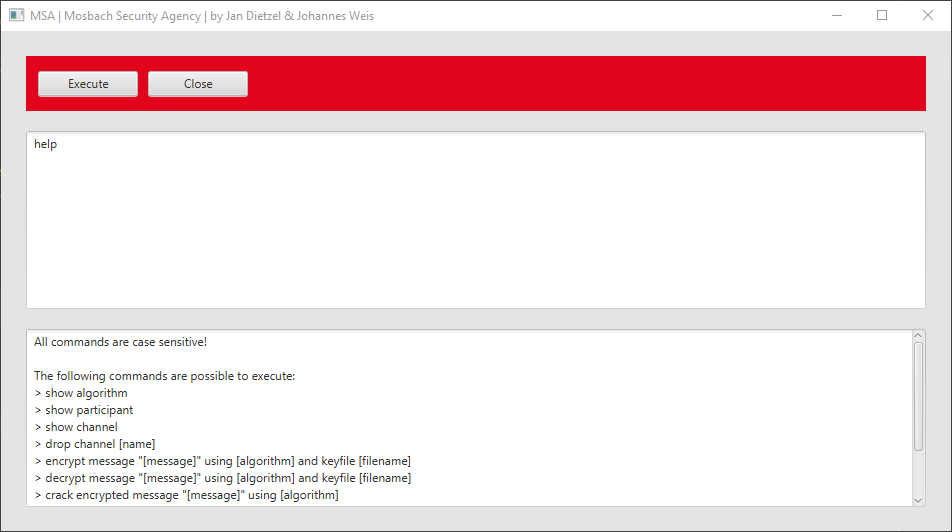 MSA | Mosbach Security Agency | by Jan Dietzel & Johannes Weis
Execute
Close
help
All commands are case sensitive!
The following commands are possible to execute:
> show algorithm
> show participant
> show channel
> drop channel [name]
> encrypt message "[message]" using [algorithm] and keyfile [filename]
> decrypt message "[message]" using [algorithm] and keyfile [filename]
> crack encrypted message "[message]" using [algorithm]